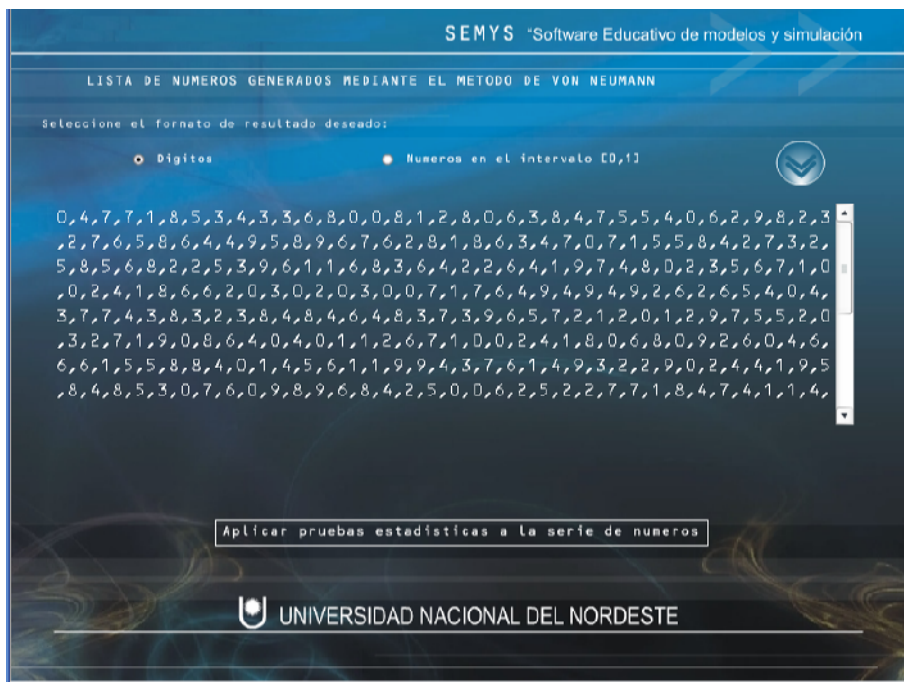 SEMYS "Software Educativo de modelos y simulación
LISTA DE NUMEROS GENERADOS MEDIANTE EL METODO DE VON NEUMANN
Seleccione el formato de resultado deseado:
Digitos Numeros en el intervalo [0,1]
0,4,7,7,1,8,5,3,4,3,3,6,8,0,0,8,1,2,8,0,6,3,8,4,7,5,5,4,0,6,2,9,8,2,3
,2,7,6,5,8,6,4,4,9,5,8,9,6,7,6,2,8,1,8,6,3,4,7,0,7,1,5,5,8,4,2,7,3,2,
5,8,5,6,8,2,2,5,3,9,6,1,1,6,8,3,6,4,2,2,6,4,1,9,7,4,8,0,2,3,5,6,7,1,0
,0,2,4,1,8,6,6,2,0,3,0,2,0,3,0,0,7,1,7,6,4,9,4,9,4,9,2,6,2,6,5,4,0,4,
3,7,7,4,3,8,3,2,3,8,4,8,4,6,4,8,3,7,3,9,6,5,7,2,1,2,0,1,2,9,7,5,5,2,0
,3,2,7,1,9,0,8,6,4,0,4,0,1,1,2,6,7,1,0,0,2,4,1,8,0,6,8,0,9,2,6,0,4,6,
6,6,1,5,5,8,8,4,0,1,4,5,6,1,1,9,9,4,3,7,6,1,4,9,3,2,2,9,0,2,4,4,1,9,5
,8,4,8,5,3,0,7,6,0,9,8,9,6,8,4,2,5,0,0,6,2,5,2,2,7,7,1,8,4,7,4,1,1,4,
Aplicar pruebas estadisticas a la serie de numeros
UNIVERSIDAD NACIONAL DEL NORDESTE